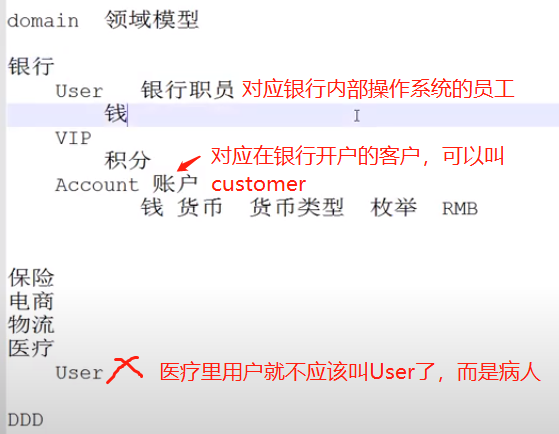 domain 领域模型
银行
User 银行职员 对应银行内部操作系统的员工
钱
VIP
积分
对应在银行开户的客户，可以叫
customer
Account 账户
钱 货币 货币类型 枚举 RMB
保险
电商
物流
医疗
User 医疗里用户就不应该叫User了，而是病人
DDD